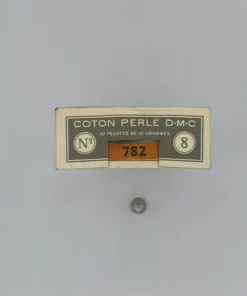 COTON PERLÉ D·M·C
10 PELOTES DE 10 GRAMMES
Nº 782 8